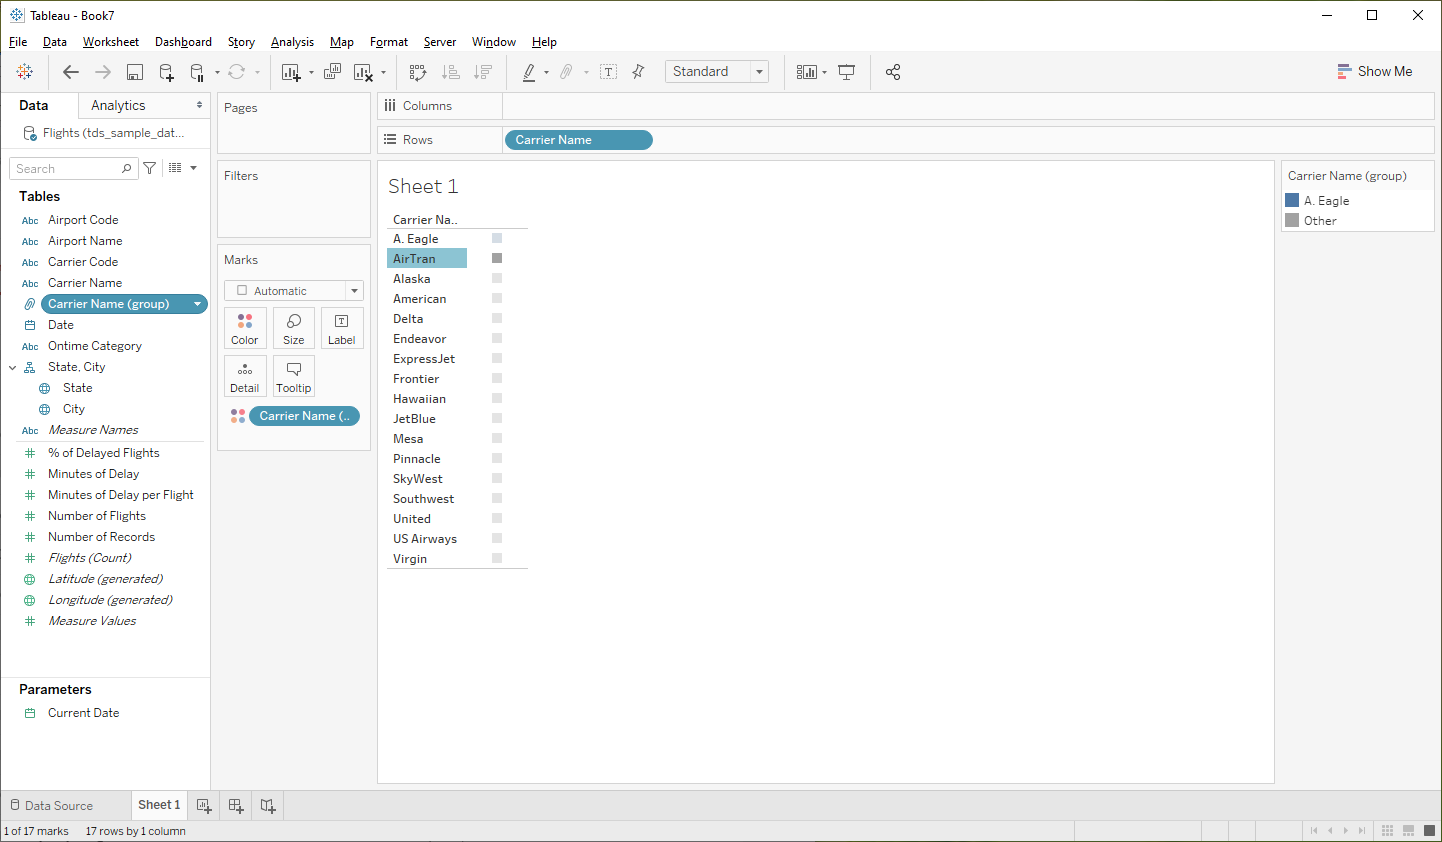 Tableau - Book7
File Data Worksheet Dashboard Story Analysis Map Format Server Window Help
Standard
Show Me
Data Analytics
Flights (tds_sample_dat...
Search
Tables
Abc Airport Code
Abc Airport Name
Abc Carrier Code
Abc Carrier Name
Carrier Name (group)
Date
Abc Ontime Category
State, City
State
City
Abc Measure Names
% of Delayed Flights
Minutes of Delay
Minutes of Delay per Flight
Number of Flights
Number of Records
Flights (Count)
Latitude (generated)
Longitude (generated)
Measure Values
Parameters
Current Date
Pages
Filters
Marks
Automatic
Color Size Label
Detail Tooltip
Carrier Name (..
Columns
Rows Carrier Name
Sheet 1
Carrier Na..
A. Eagle
AirTran
Alaska
American
Delta
Endeavor
ExpressJet
Frontier
Hawaiian
JetBlue
Mesa
Pinnacle
SkyWest
Southwest
United
US Airways
Virgin
Carrier Name (group)
A. Eagle
Other
Data Source Sheet 1
1 of 17 marks 17 rows by 1 column